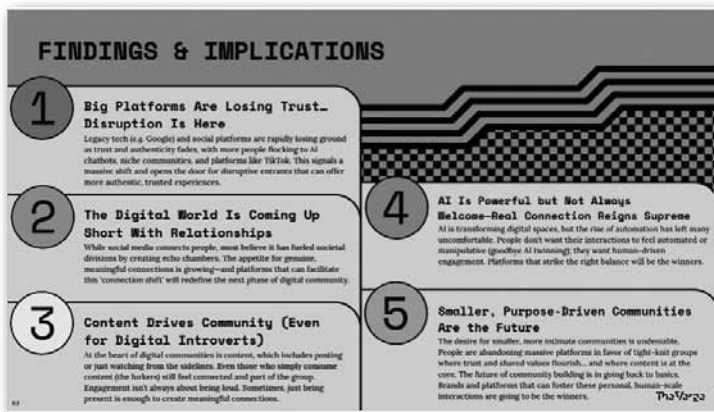 FINDINGS & IMPLICATIONS
1
Big Platforms Are Losing Trust—
Disruption Is Here
Legacy tech (e.g. Google) and social platforms are rapidly losing ground
as trust and authenticity fades, with more people flocking to AI
chatbots, niche communities, and platforms like TikTok. This signals a
massive shift and opens the door for disruptive entrants that can offer
more authentic, trusted experiences.
2
The Digital World Is Coming Up
Short With Relationships
While social media connects people, most believe it has fueled societal
divisions by creating echo chambers. The appetite for genuine,
meaningful connections is growing—and platforms that can facilitate
this 'connection shift' will redefine the next phase of digital community.
3
Content Drives Community (Even
for Digital Introverts)
At the heart of digital communities is content, which includes posting
or just watching from the sidelines. Even those who simply consume
content (the lurkers) still feel connected and part of the group.
Engagement isn't always about being loud. Sometimes, just being
present is enough to create meaningful connections.
4
AI Is Powerful but Not Always
Welcome—Real Connection Reigns Supreme
AI is transforming digital spaces, but the rise of automation has left many
uncomfortable. People don't want their interactions to feel automated or
manipulative (goodbye AI twinning); they want human-driven
engagement. Platforms that strike the right balance will be the winners.
5
Smaller, Purpose-Driven Communities
Are the Future
The desire for smaller, more intimate communities is undeniable.
People are abandoning massive platforms in favor of tight-knit groups
where trust and shared values flourish... and where content is at the
core. The future of community building is in going back to basics.
Brands and platforms that can foster these personal, human-scale
interactions are going to be the winners.
TheVerge